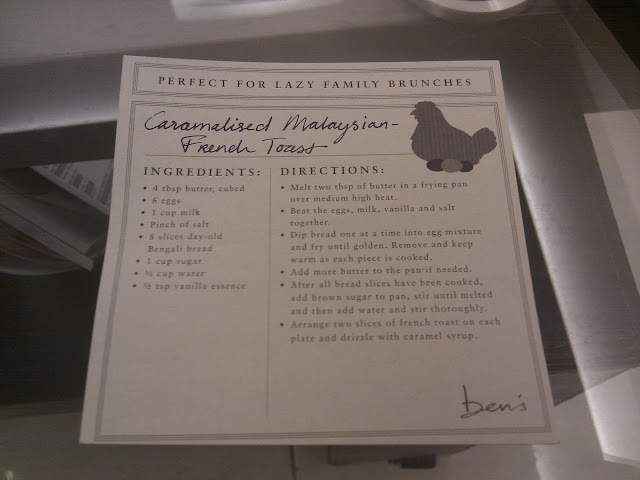 PERFECT FOR LAZY FAMILY BRUNCHES
Caramalised Malaysian-
French Toast
INGREDIENTS:
• 4 tbsp butter, cubed
• 6 eggs
• 1 cup milk
• Pinch of salt
• 8 slices day-old
Bengali bread
• 1 cup sugar
• ½ cup water
• ½ tsp vanilla essence
DIRECTIONS:
• Melt two tbsp of butter in a frying pan
over medium high heat.
• Beat the eggs, milk, vanilla and salt
together.
• Dip bread one at a time into egg mixture
and fry until golden. Remove and keep
warm as each piece is cooked.
• Add more butter to the pan if needed.
• After all bread slices have been cooked,
add brown sugar to pan, stir until melted
and then add water and stir thoroughly.
• Arrange two slices of french toast on each
plate and drizzle with caramel syrup.
ben's